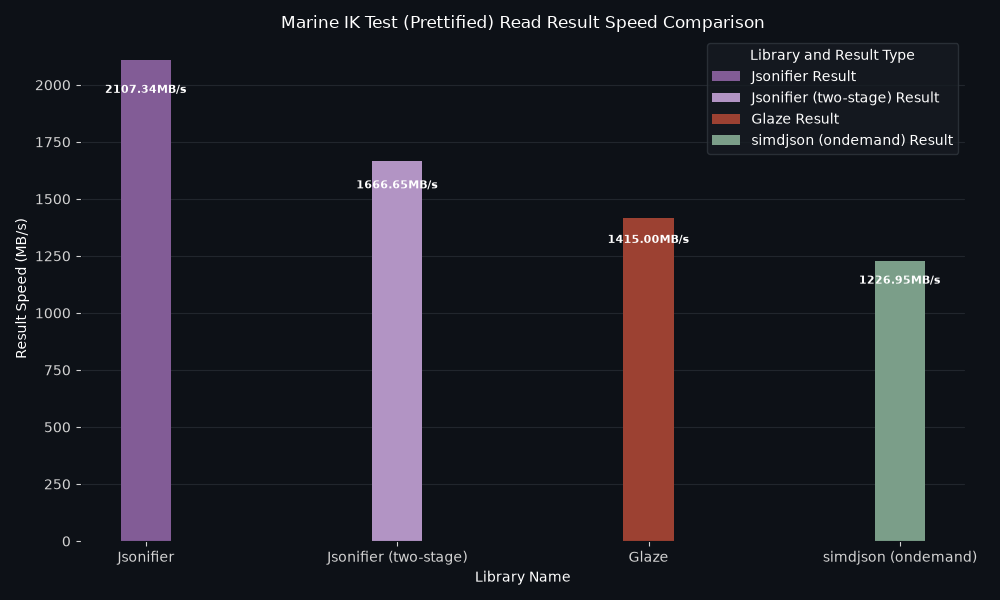 Marine IK Test (Prettified) Read Result Speed Comparison
Library and Result Type
Jsonifier Result
Jsonifier (two-stage) Result
Glaze Result
simdjson (ondemand) Result
Result Speed (MB/s)
2000
1750
1500
1250
1000
750
500
250
0
2107.34MB/s
1666.65MB/s
1415.00MB/s
1226.95MB/s
Jsonifier
Jsonifier (two-stage)
Glaze
simdjson (ondemand)
Library Name